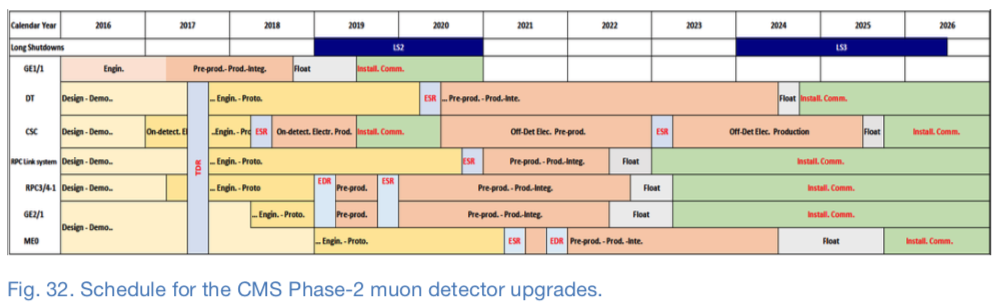 Calendar Year 2016 2017 2018 2019 2020 2021 2022 2023 2024 2025 2026
Long Shutdowns LS2 LS3
GE1/1 Engin. Pre-prod.-Prod.-Integ. Float Install. Comm.
DT Design - Demo.. ... Engin. - Proto. ESR ... Pre-prod. - Prod.-Inte. Float Install. Comm.
CSC Design - Demo.. On-detect. El ..Engin. - Prc ESR On-detect. Electr. Prod. Install. Comm. Off-Det Elec. Pre-prod. ESR Off-Det Elec. Production Float Install. Comm.
TDR
RPC Link system Design - Demo.. ... Engin. - Proto. ESR Pre-prod. - Prod.-Integ. Float Install. Comm.
RPC3/4-1 Design - Demo.. ... Engin. - Proto EDR Pre-prod. ESR Pre-prod. - Prod.-Integ. Float Install. Comm.
GE2/1 Design - Demo.. ... Engin. - Proto. Pre-prod. Pre-prod. - Prod.-Integ. Float Install. Comm.
ME0 ... Engin. - Proto. ESR EDR Pre-prod. - Prod. -Inte. Float Install. Comm.
Fig. 32. Schedule for the CMS Phase-2 muon detector upgrades.